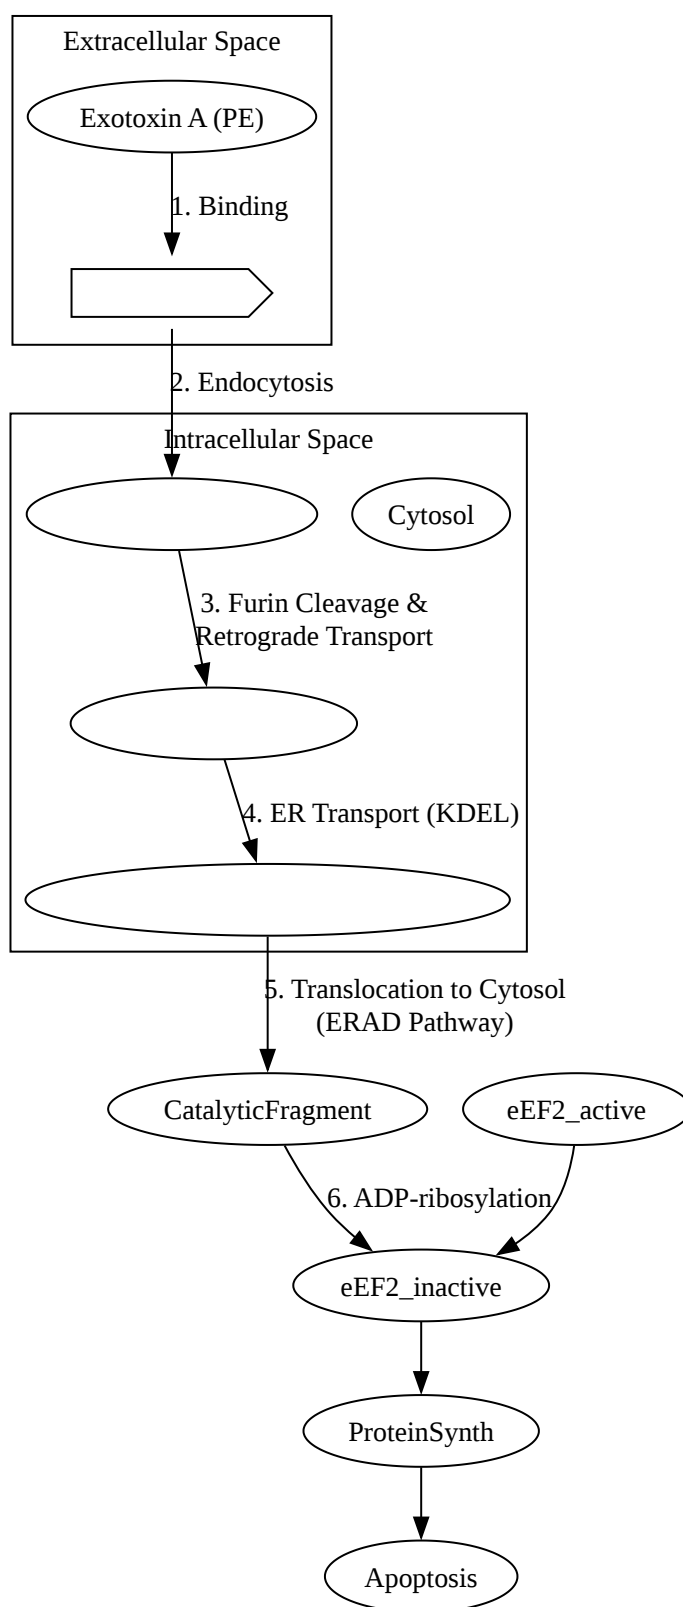 Extracellular Space
Exotoxin A (PE)
1. Binding
2. Endocytosis
Intracellular Space
Cytosol
3. Furin Cleavage &
Retrograde Transport
4. ER Transport (KDEL)
5. Translocation to Cytosol
(ERAD Pathway)
CatalyticFragment
eEF2_active
6. ADP-ribosylation
eEF2_inactive
ProteinSynth
Apoptosis